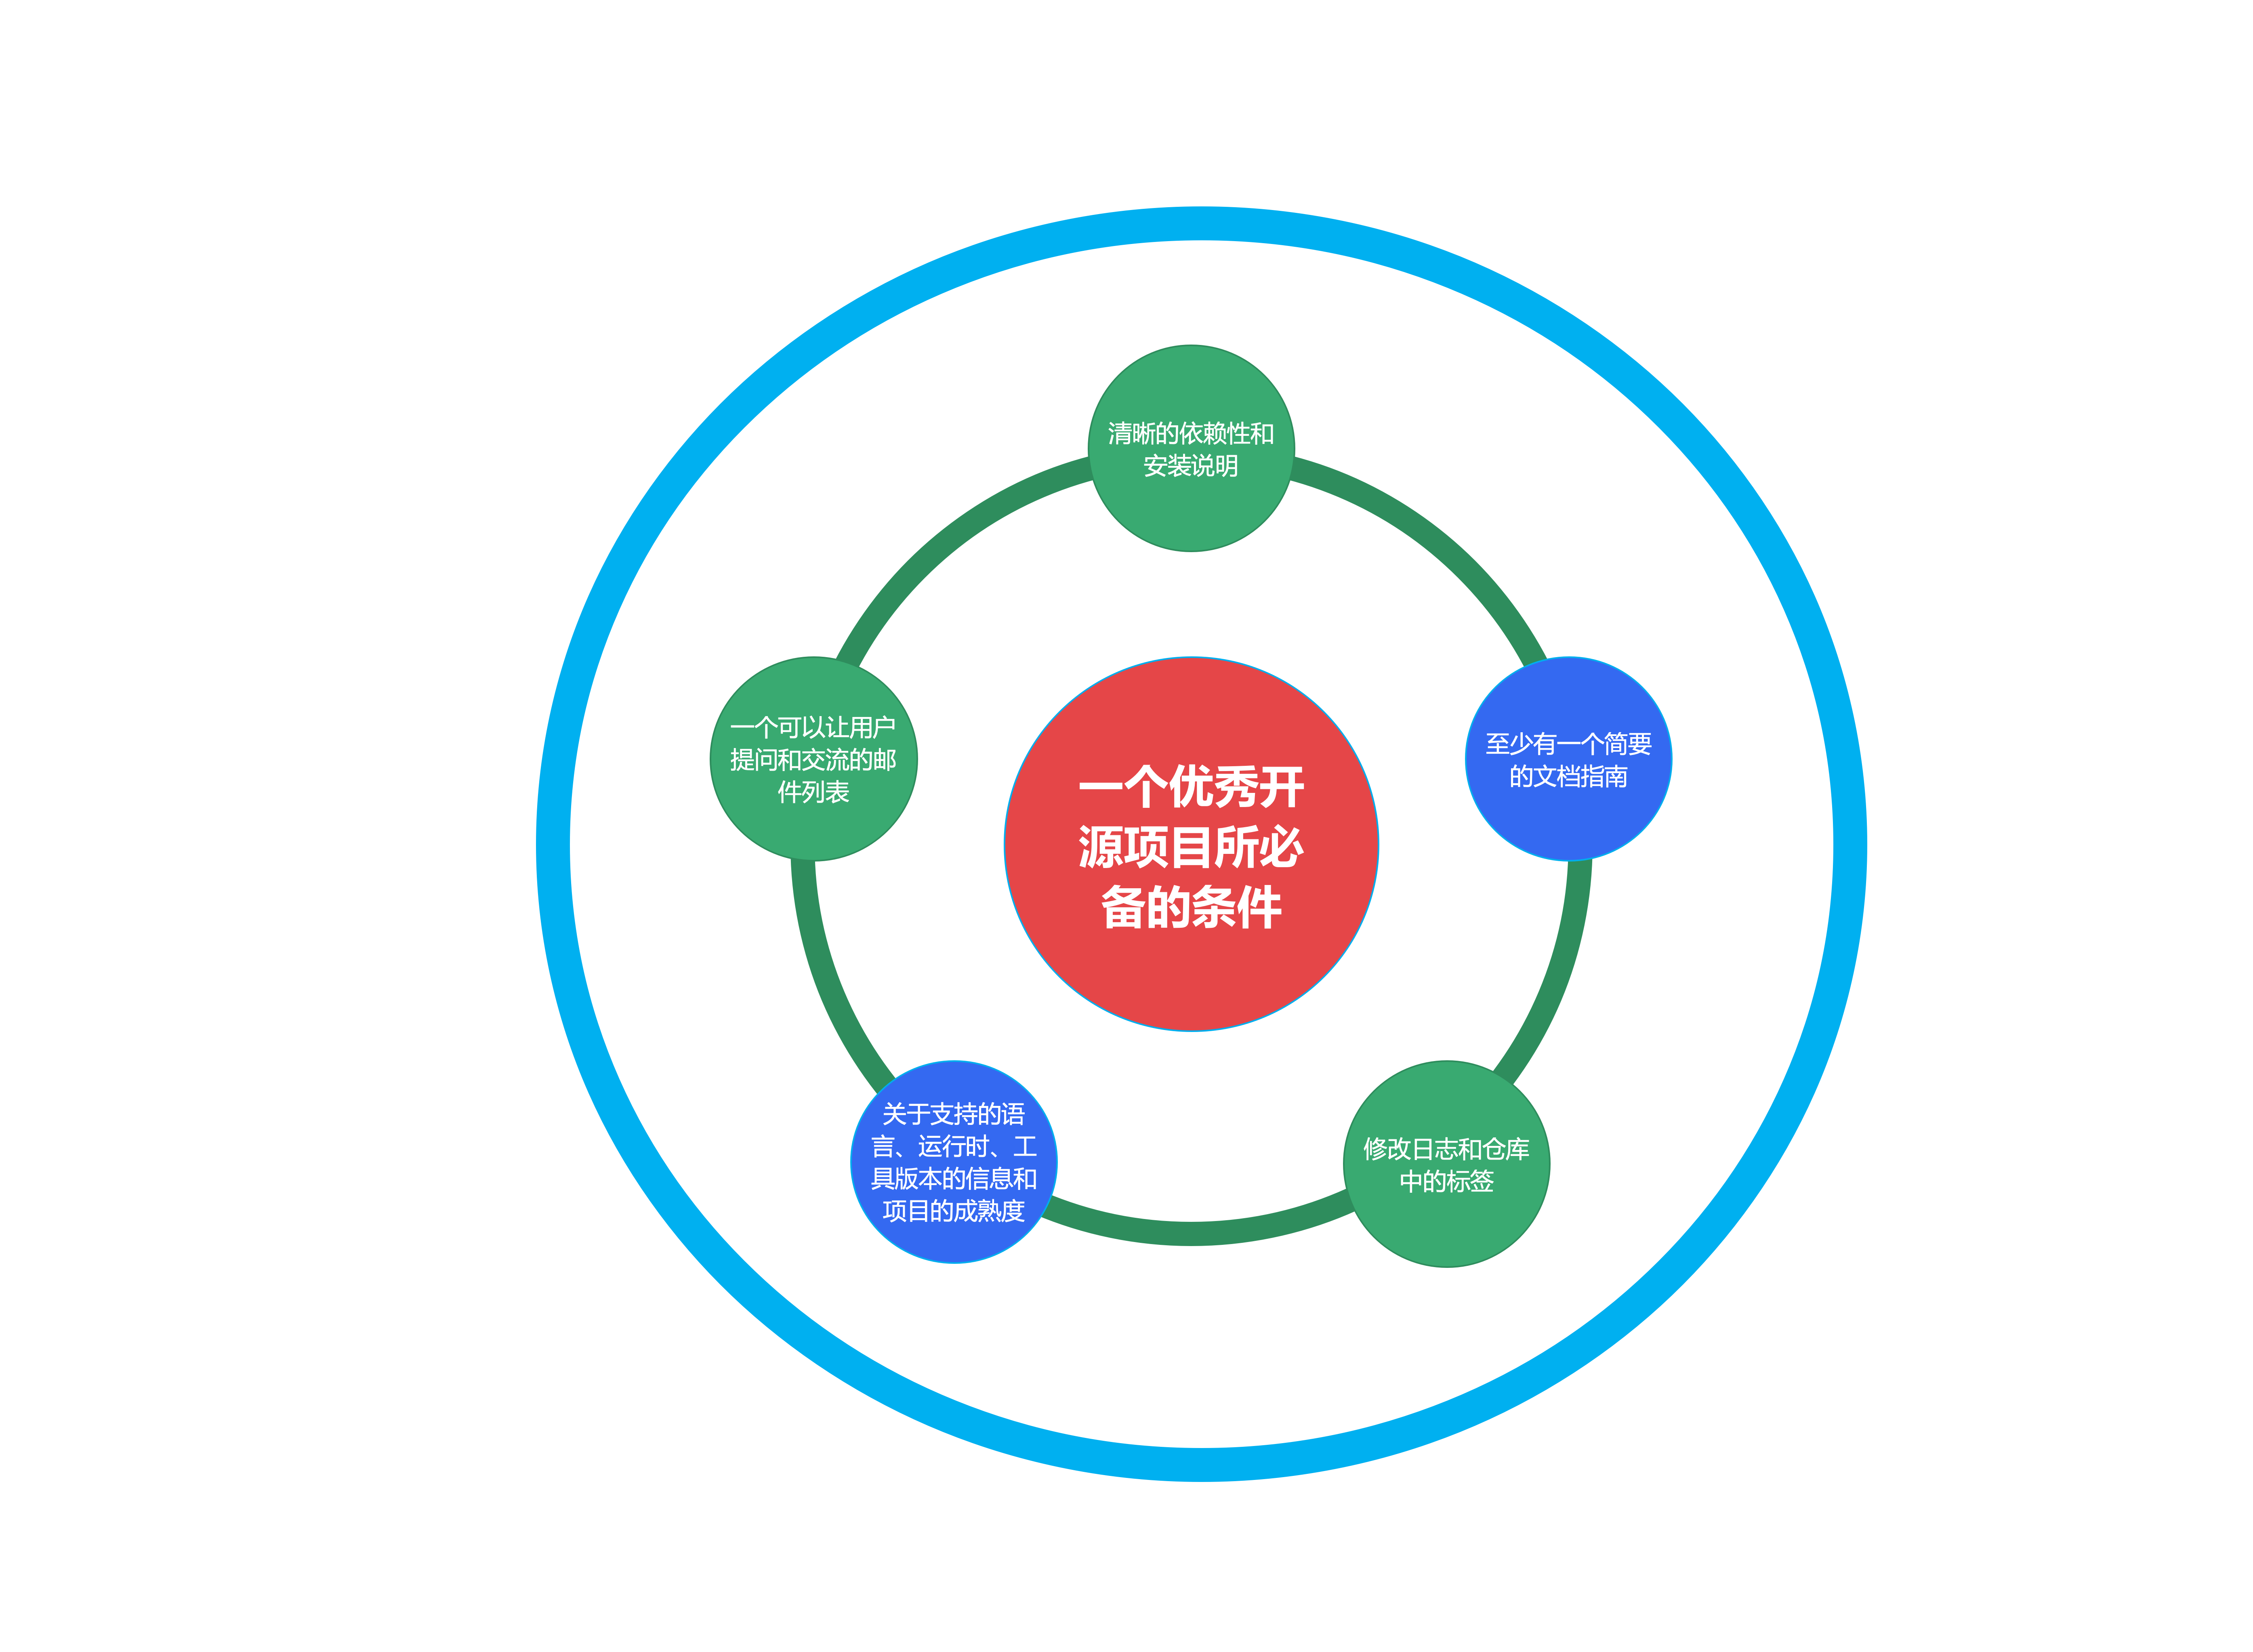 清晰的依赖性和
安装说明
一个可以让用户
提问和交流的邮
件列表
一个优秀开
源项目所必
备的条件
至少有一个简要
的文档指南
关于支持的语
言、运行时、工
具版本的信息和
项目的成熟度
修改日志和仓库
中的标签